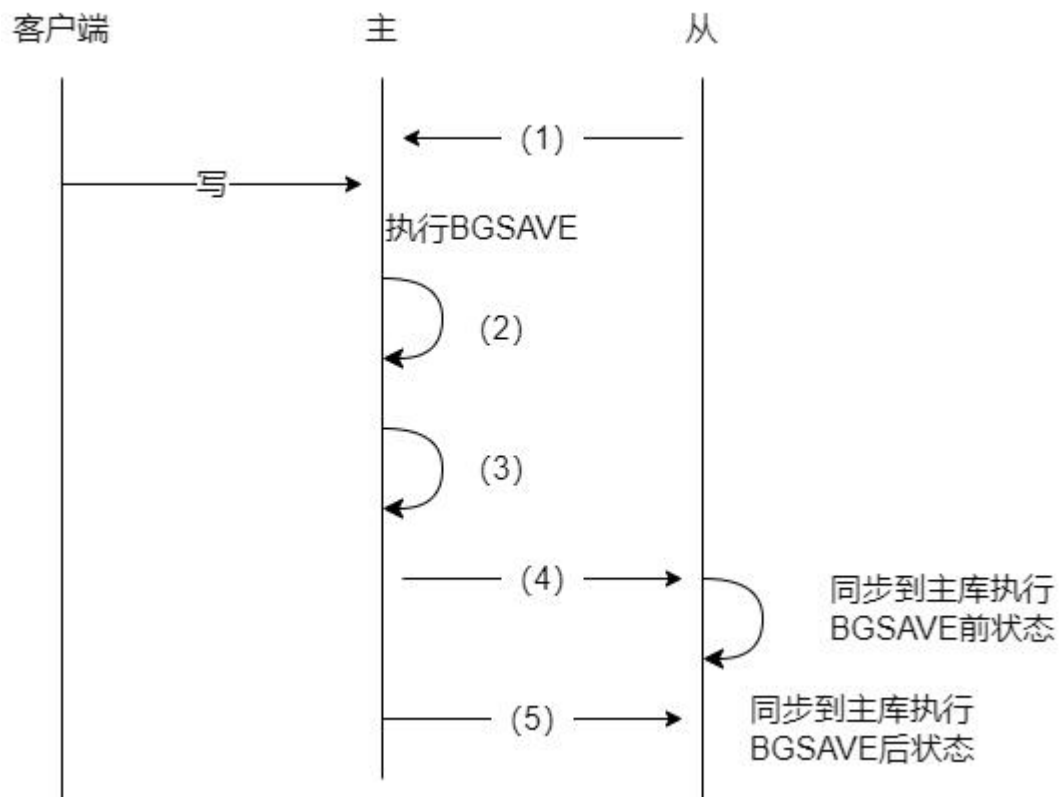 客户端
主
从
(1)
写
执行BGSAVE
(2)
(3)
(4)
同步到主库执行
BGSAVE前状态
(5)
同步到主库执行
BGSAVE后状态